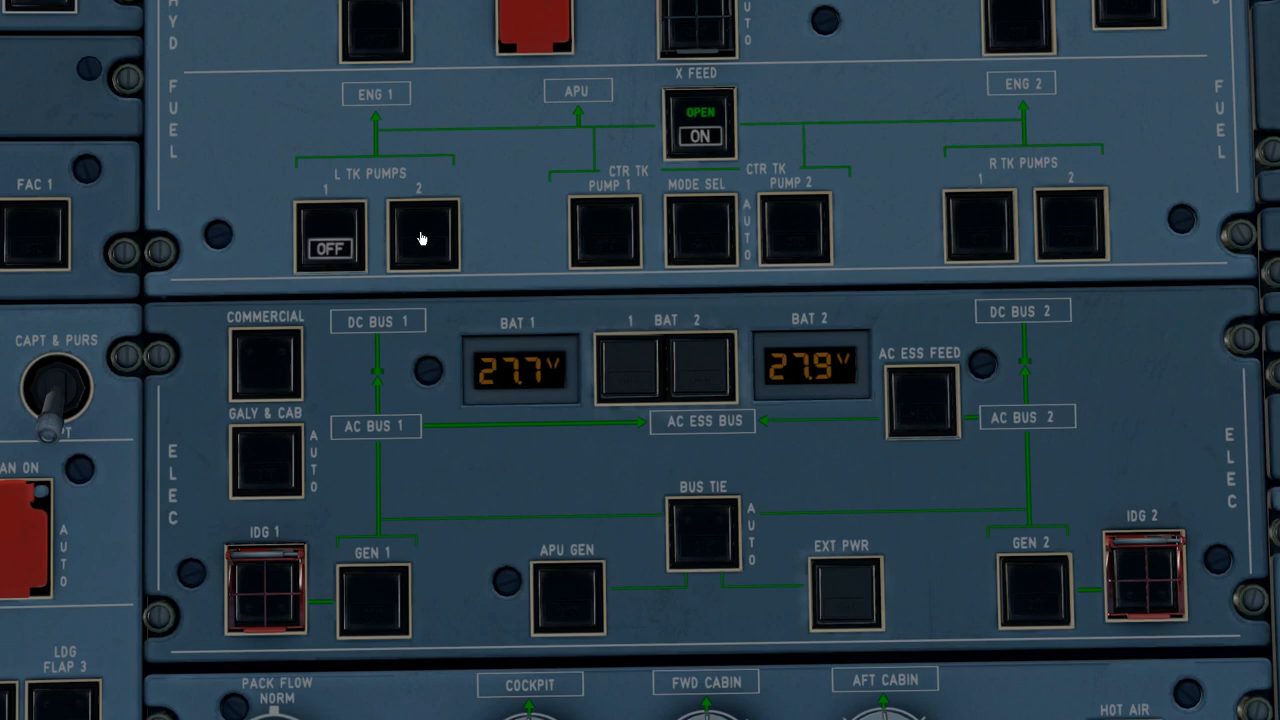 HYD
AUTO
D
X FEED
FUEL
ENG 1
APU
ENG 2
FUEL
OPEN
ON
L TK PUMPS
1
2
CTR TK
PUMP 1
MODE SEL
CTR TK
PUMP 2
R TK PUMPS
1
2
FAC 1
OFF
AUTO
COMMERCIAL
DC BUS 1
BAT 1
1 BAT 2
BAT 2
DC BUS 2
CAPT & PURS
27.7V
27.9V
AC ESS FEED
GALY & CAB
AUTO
AC BUS 1
AC ESS BUS
AC BUS 2
ELEC
ELEC
AN ON
AUTO
BUS TIE
AUTO
IDG 1
GEN 1
APU GEN
EXT PWR
GEN 2
IDG 2
LDG
FLAP 3
PACK FLOW
NORM
COCKPIT
FWD CABIN
AFT CABIN
HOT AIR